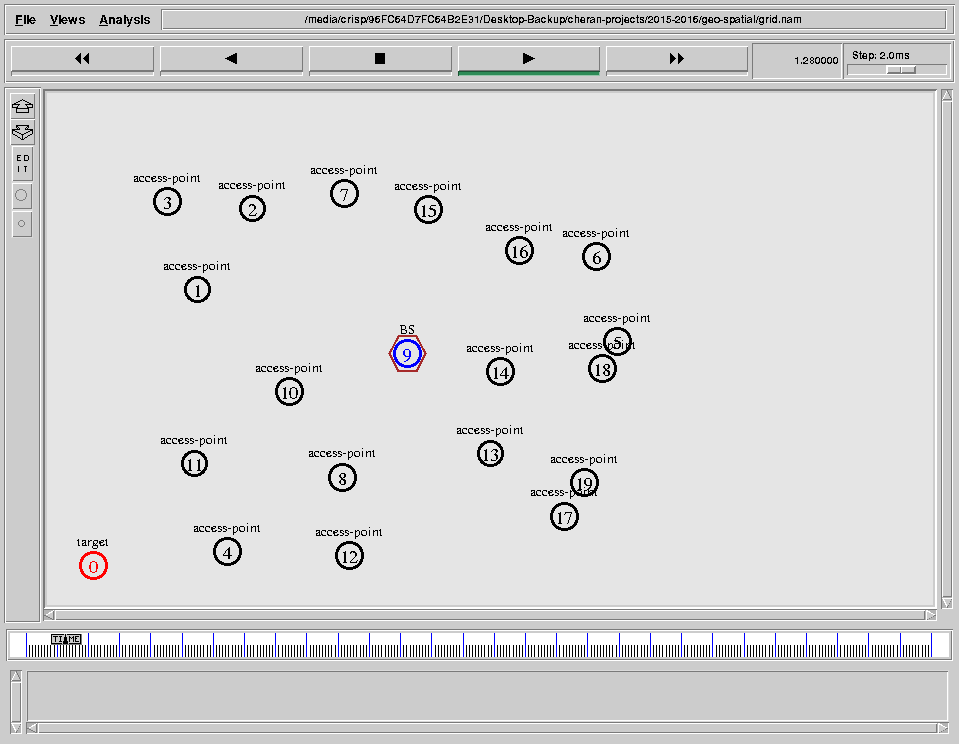 File Views Analysis /media/crisp/96FC64D7FC64B2E31/Desktop-Backup/cheran-projects/2015-2016/geo-spatial/grid.nam
1.280000 Step: 2.0ms
ED
IT
access-point
3
access-point
2
access-point
7
access-point
15
access-point
16
access-point
6
access-point
1
access-point
5
BS
9
access-point
14
access-point
18
access-point
10
access-point
13
access-point
11
access-point
8
access-point
19
access-point
17
access-point
4
access-point
12
target
0
TIME